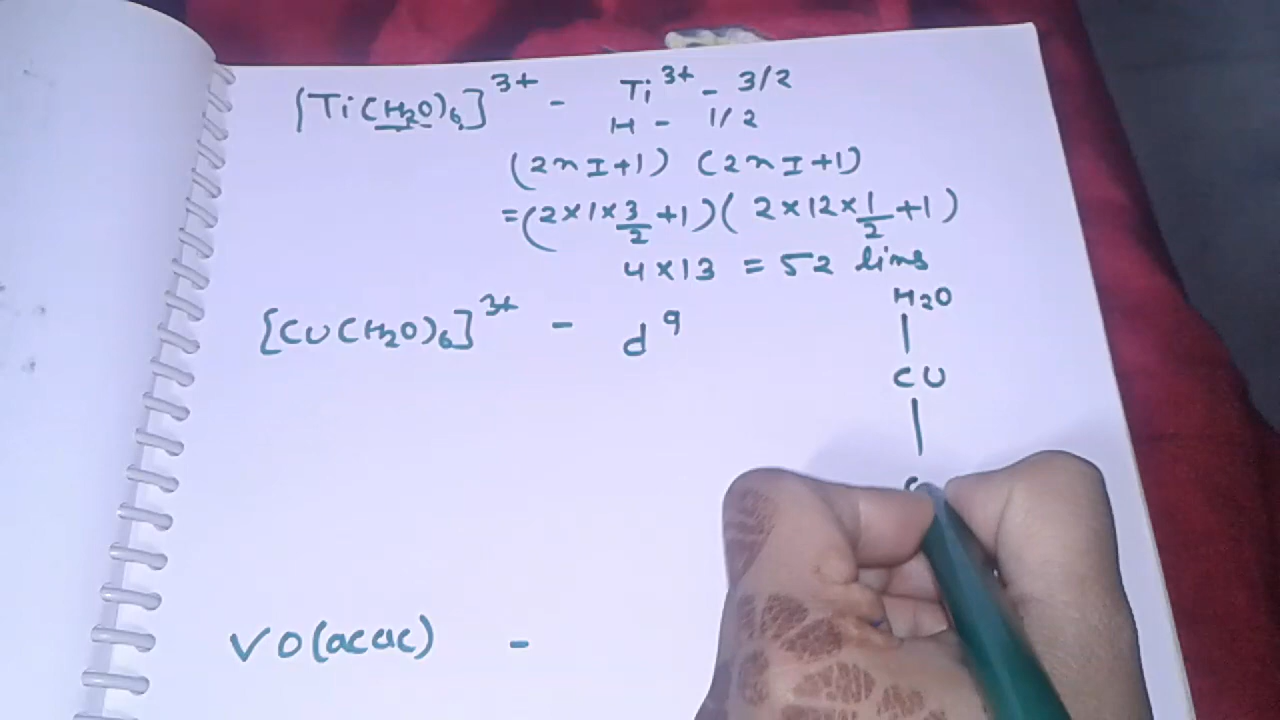 [Ti(H2O)6]3+ - Ti3+ - 3/2
H - 1/2
(2nI+1) (2nI+1)
=(2×1×3/2+1)(2×12×1/2+1)
4×13 = 52 lins
[CU(H2O)6]3+ - d9
H2O
|
CU
|
VO(acac) -